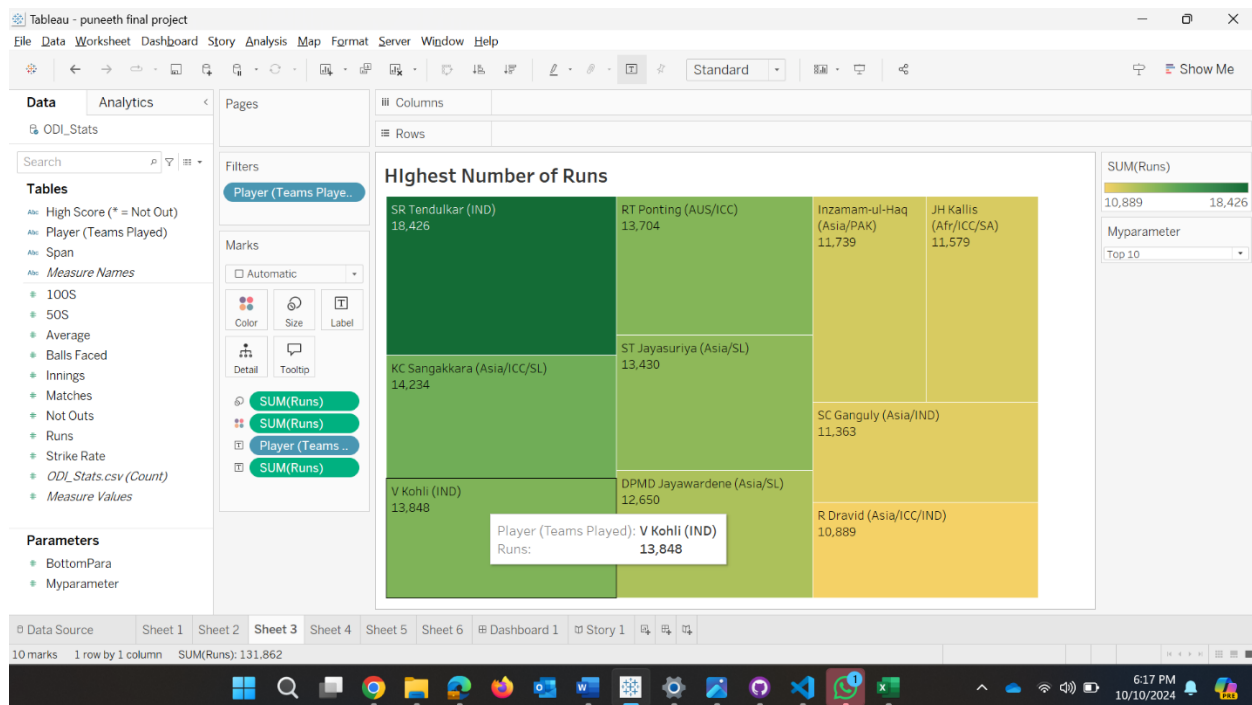 Tableau - puneeth final project
File Data Worksheet Dashboard Story Analysis Map Format Server Window Help
Standard
Show Me
Data Analytics
ODI_Stats
Search
Tables
Abc High Score (* = Not Out)
Abc Player (Teams Played)
Abc Span
Abc Measure Names
# 100S
# 50S
# Average
# Balls Faced
# Innings
# Matches
# Not Outs
# Runs
# Strike Rate
# ODI_Stats.csv (Count)
# Measure Values
Parameters
# BottomPara
# Myparameter
Pages
Filters
Player (Teams Playe..
Marks
Automatic
Color Size Label
Detail Tooltip
SUM(Runs)
SUM(Runs)
Player (Teams ..
SUM(Runs)
Columns
Rows
HIghest Number of Runs
SR Tendulkar (IND)
18,426
KC Sangakkara (Asia/ICC/SL)
14,234
V Kohli (IND)
13,848
RT Ponting (AUS/ICC)
13,704
ST Jayasuriya (Asia/SL)
13,430
DPMD Jayawardene (Asia/SL)
12,650
Inzamam-ul-Haq
(Asia/PAK)
11,739
JH Kallis
(Afr/ICC/SA)
11,579
SC Ganguly (Asia/IND)
11,363
R Dravid (Asia/ICC/IND)
10,889
Player (Teams Played): V Kohli (IND)
Runs: 13,848
SUM(Runs)
10,889 18,426
Myparameter
Top 10
Data Source Sheet 1 Sheet 2 Sheet 3 Sheet 4 Sheet 5 Sheet 6 Dashboard 1 Story 1
10 marks 1 row by 1 column SUM(Runs): 131,862
1
6:17 PM
10/10/2024
PRE